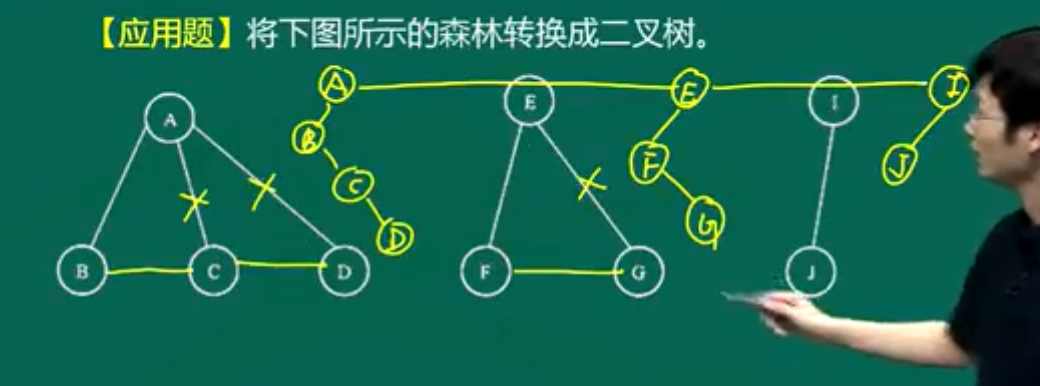 【应用题】将下图所示的森林转换成二叉树。
A E I
A E I
B F J
C G
D
B C D F G J